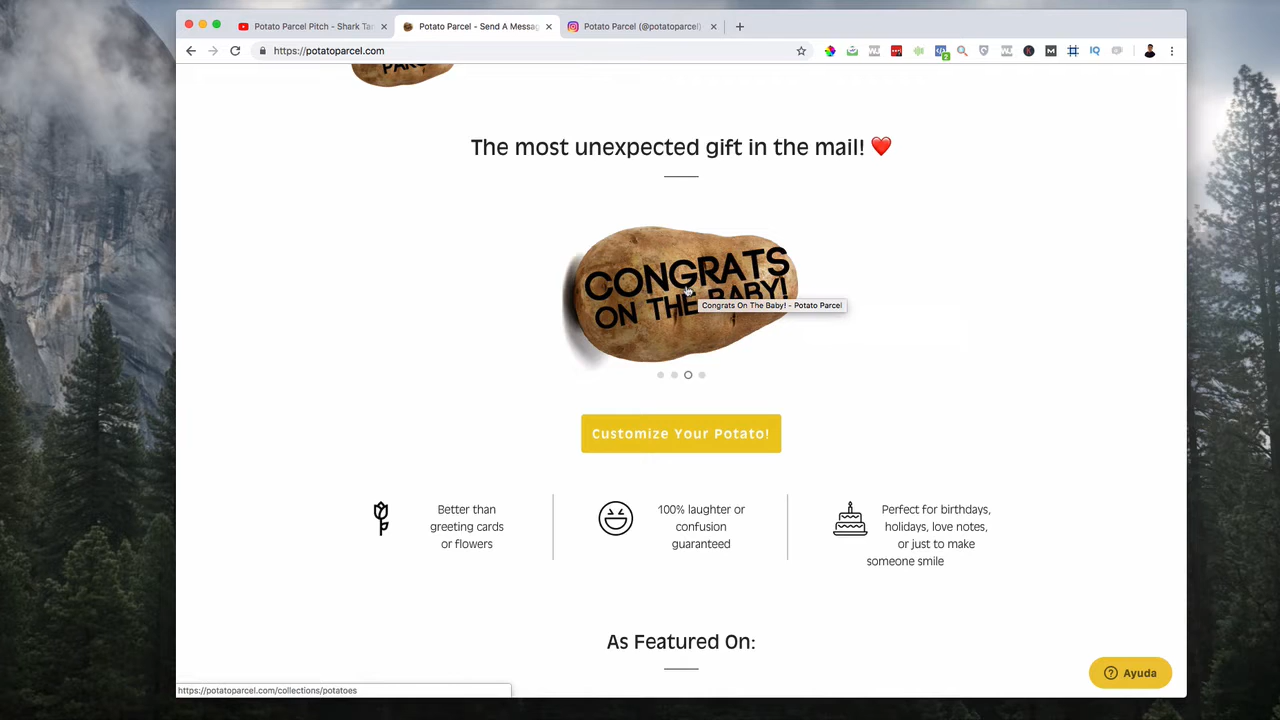 Potato Parcel Pitch - Shark Ta
Potato Parcel - Send A Messag
Potato Parcel (@potatoparcel)
https://potatoparcel.com
2
IQ
The most unexpected gift in the mail! ❤️
CONGRATS
ON THE BABY!
Congrats On The Baby! - Potato Parcel
Customize Your Potato!
Better than
greeting cards
or flowers
100% laughter or
confusion
guaranteed
Perfect for birthdays,
holidays, love notes,
or just to make
someone smile
As Featured On:
Ayuda
https://potatoparcel.com/collections/potatoes